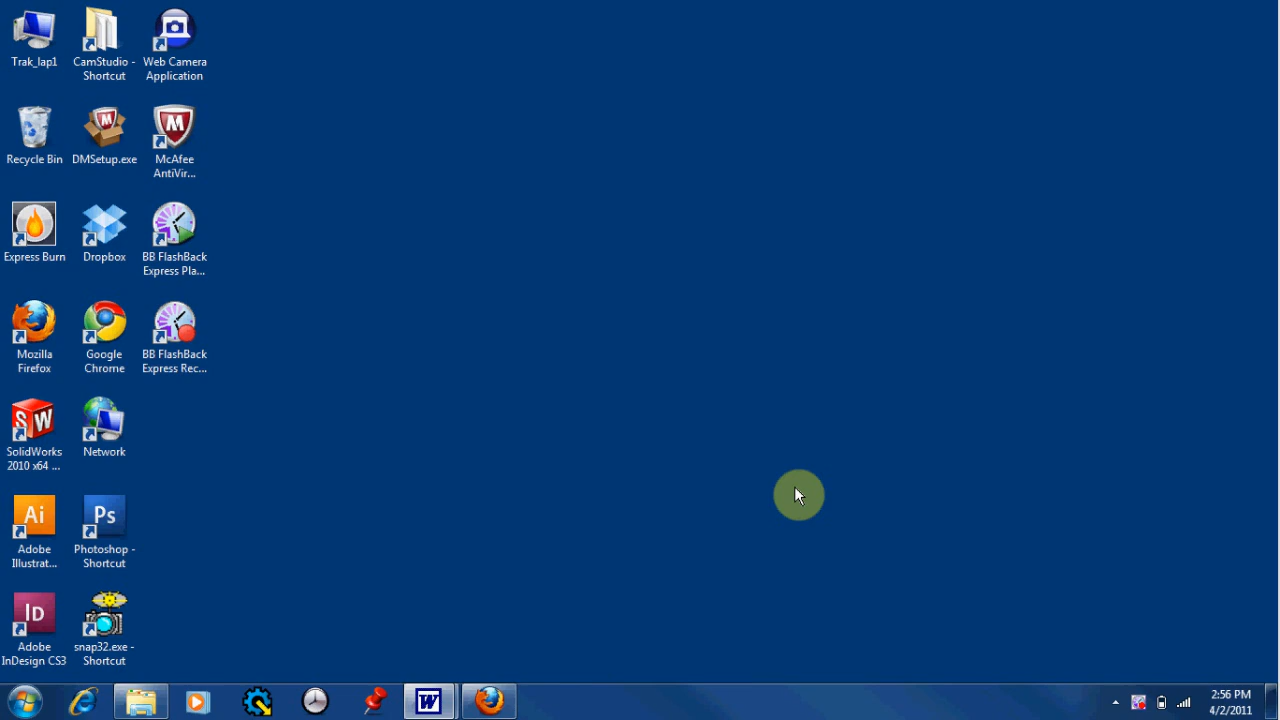 Trak_lap1
CamStudio -
Shortcut
Web Camera
Application
Recycle Bin
DMSetup.exe
McAfee
AntiVir...
Express Burn
Dropbox
BB FlashBack
Express Pla...
Mozilla
Firefox
Google
Chrome
BB FlashBack
Express Rec...
SW
SolidWorks
2010 x64 ...
Network
Ai
Adobe
Illustrat...
Ps
Photoshop -
Shortcut
ID
Adobe
InDesign CS3
snap32.exe -
Shortcut
W
2:56 PM
4/2/2011